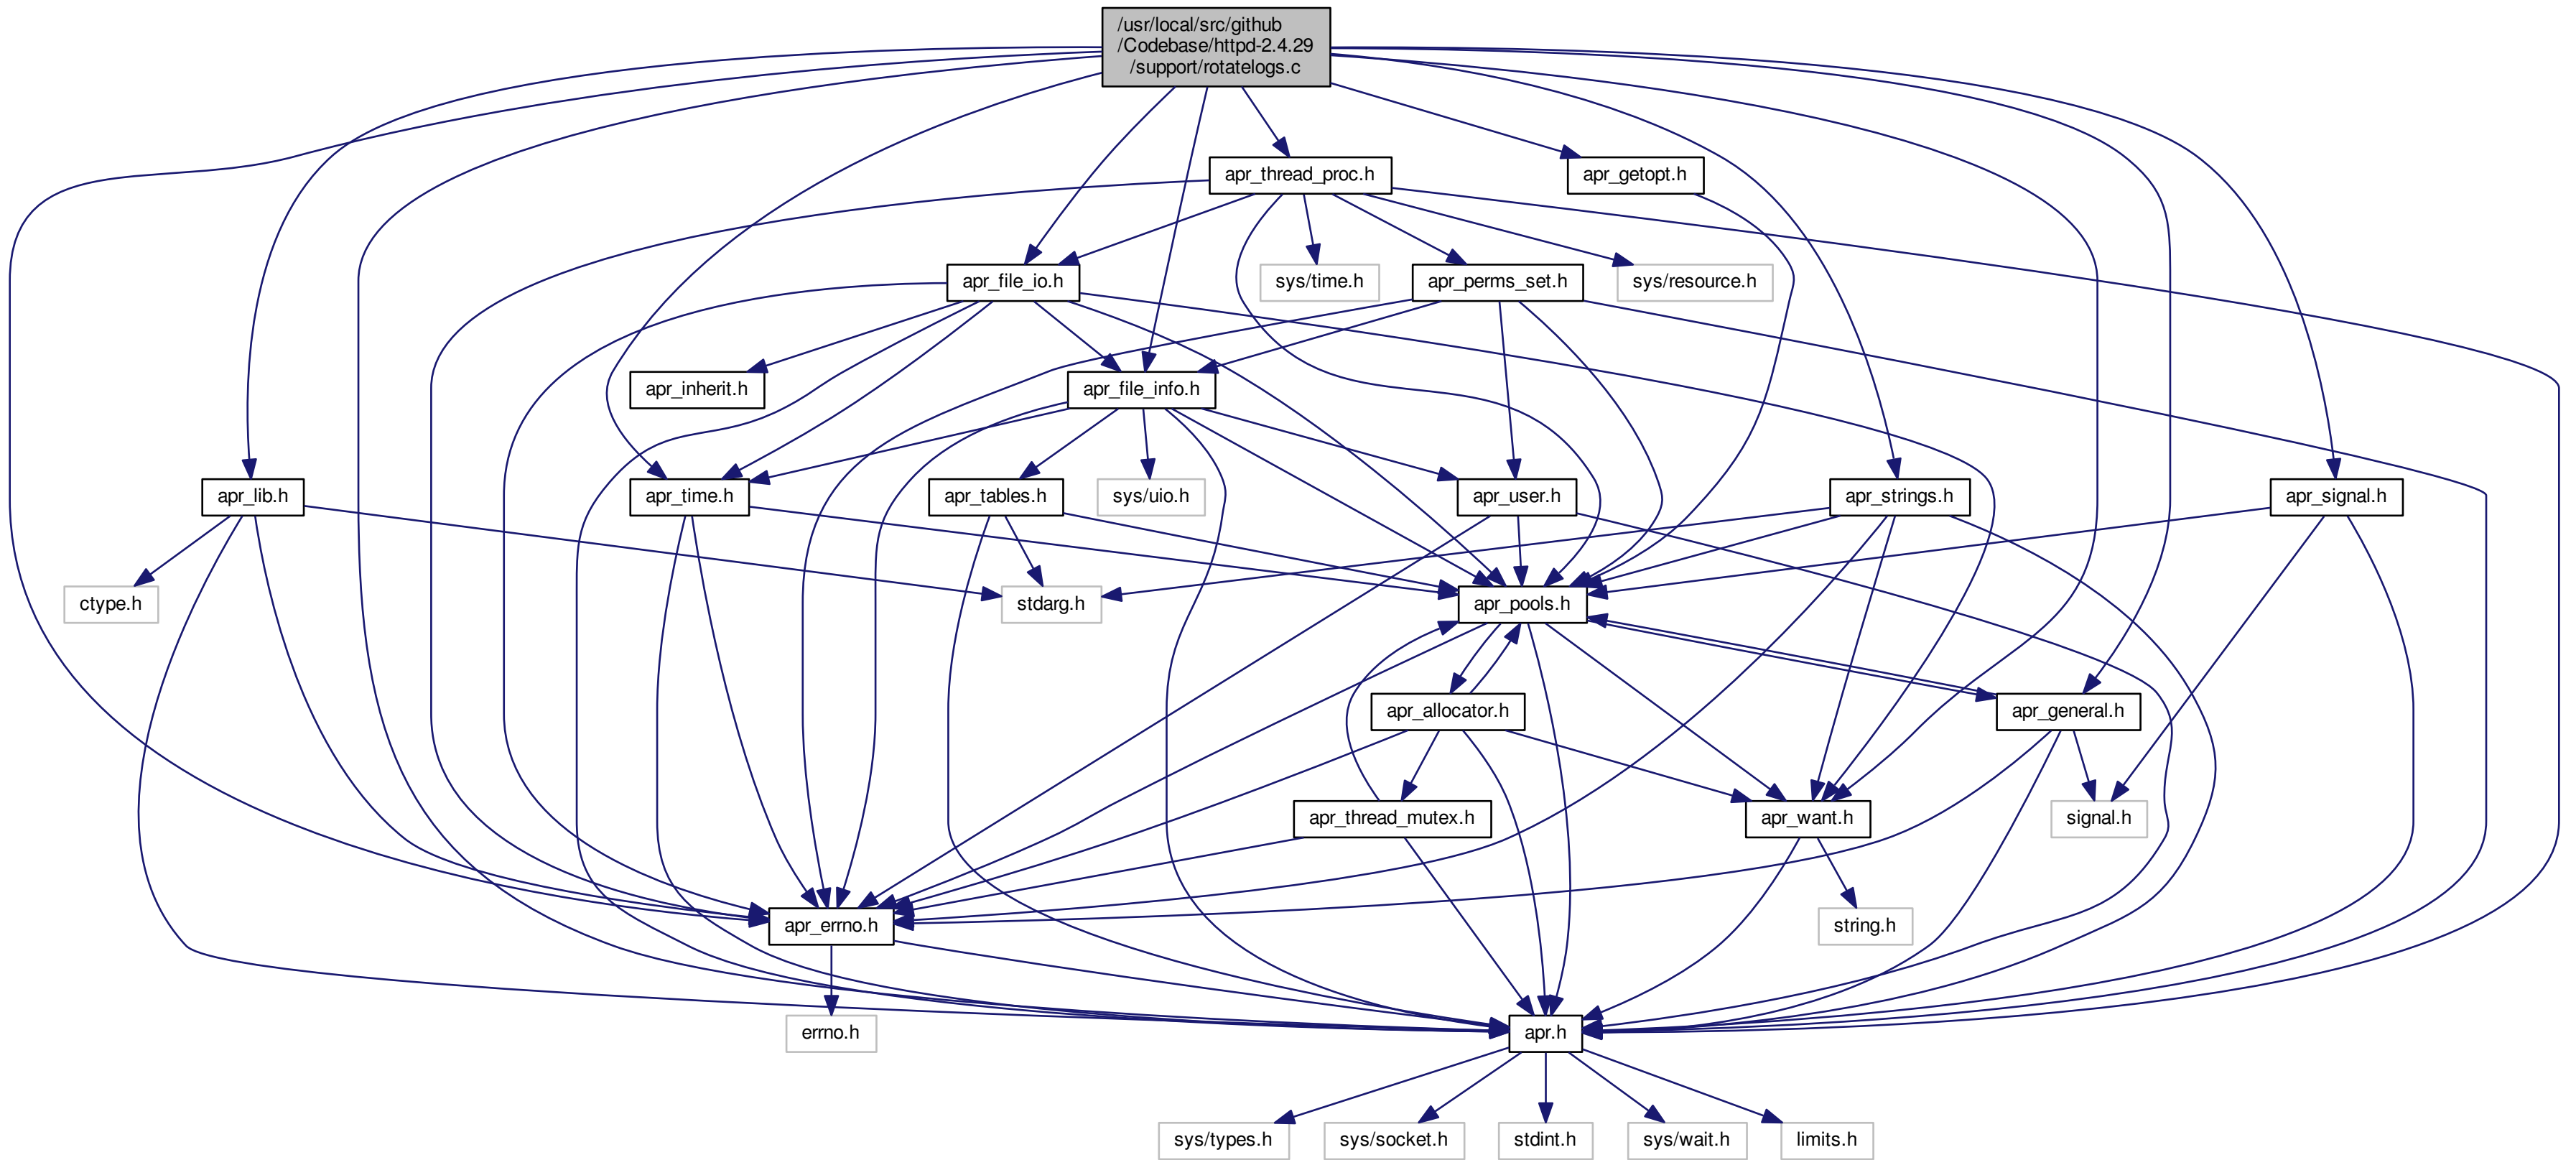 /usr/local/src/github
/Codebase/httpd-2.4.29
/support/rotatelogs.c
apr_thread_proc.h
apr_getopt.h
apr_file_io.h
sys/time.h
apr_perms_set.h
sys/resource.h
apr_inherit.h
apr_file_info.h
apr_lib.h
apr_time.h
apr_tables.h
sys/uio.h
apr_user.h
apr_strings.h
apr_signal.h
ctype.h
stdarg.h
apr_pools.h
apr_allocator.h
apr_general.h
apr_thread_mutex.h
apr_want.h
signal.h
apr_errno.h
string.h
errno.h
apr.h
sys/types.h
sys/socket.h
stdint.h
sys/wait.h
limits.h